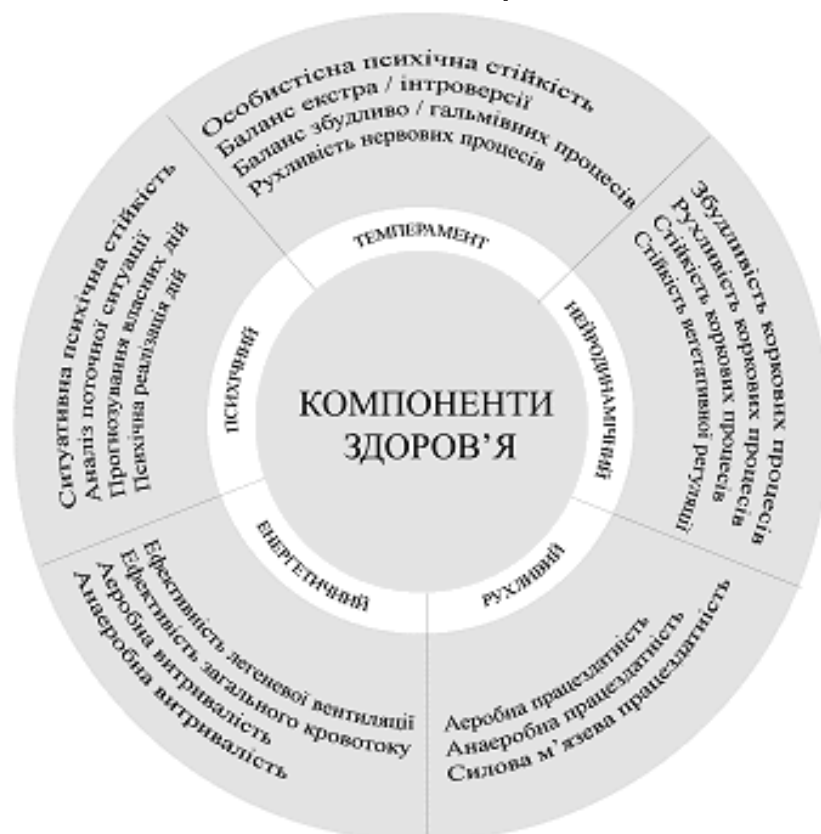 КОМПОНЕНТИ
ЗДОРОВ’Я
ТЕМПЕРАМЕНТ
Особистісна психічна стійкість
Баланс екстра / інтроверсії
Баланс збудливо / гальмівних процесів
Рухливість нервових процесів
НЕЙРОДИНАМІЧНИЙ
Збудливість коркових процесів
Рухливість коркових процесів
Стійкість коркових процесів
Стійкість вегетативної регуляції
РУХЛИВИЙ
Аеробна працездатність
Анаеробна працездатність
Силова м’язева працездатність
ЕНЕРГЕТИЧНИЙ
Ефективність легеневої вентиляції
Ефективність загального кровотоку
Аеробна витривалість
Анаеробна витривалість
ПСИХІЧНИЙ
Ситуативна психічна стійкість
Аналіз поточної ситуації
Прогнозування власних дій
Психічна реалізація дій